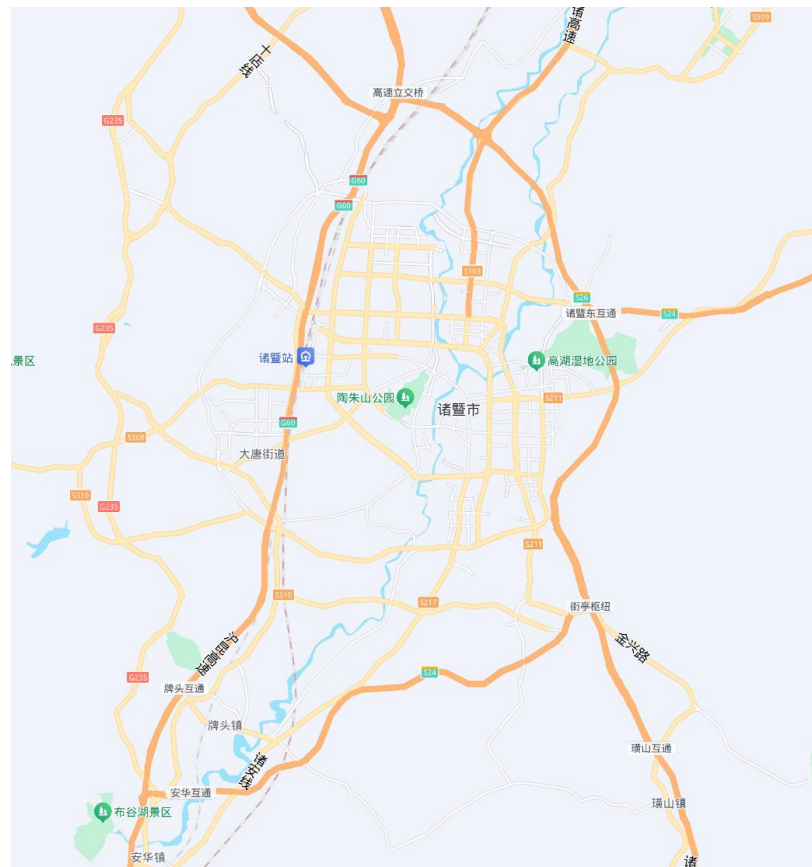 诸高速
S309
十店线
高速立交桥
G235
G60
G60
S103
S26
诸暨东互通
S24
G235
景区
诸暨站
高湖湿地公园
陶朱山公园
S211
诸暨市
G60
S308
大唐街道
S310
G235
S211
S310
S217
街亭枢纽
金兴路
沪昆高速
S24
G235
牌头互通
牌头镇
诸安线
璜山互通
安华互通
璜山镇
布谷湖景区
安华镇
诸